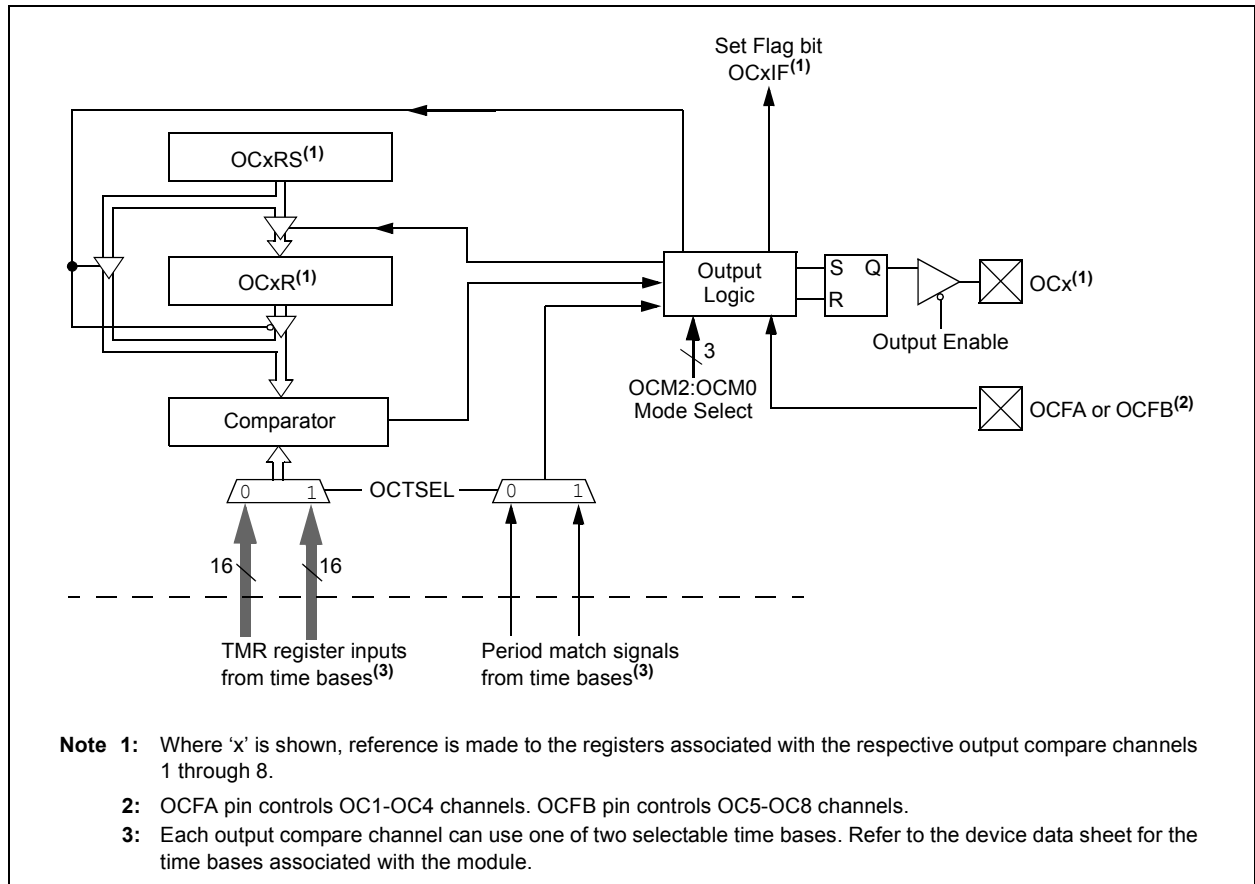 Set Flag bit
OCxIF(1)
OCxRS(1)
OCxR(1)
Output
Logic
S Q
R
OCx(1)
Output Enable
3
OCM2:OCM0
Mode Select
OCFA or OCFB(2)
Comparator
0 1
OCTSEL
0 1
16
16
TMR register inputs
from time bases(3)
Period match signals
from time bases(3)
Note 1: Where ‘x’ is shown, reference is made to the registers associated with the respective output compare channels
1 through 8.
2: OCFA pin controls OC1-OC4 channels. OCFB pin controls OC5-OC8 channels.
3: Each output compare channel can use one of two selectable time bases. Refer to the device data sheet for the
time bases associated with the module.